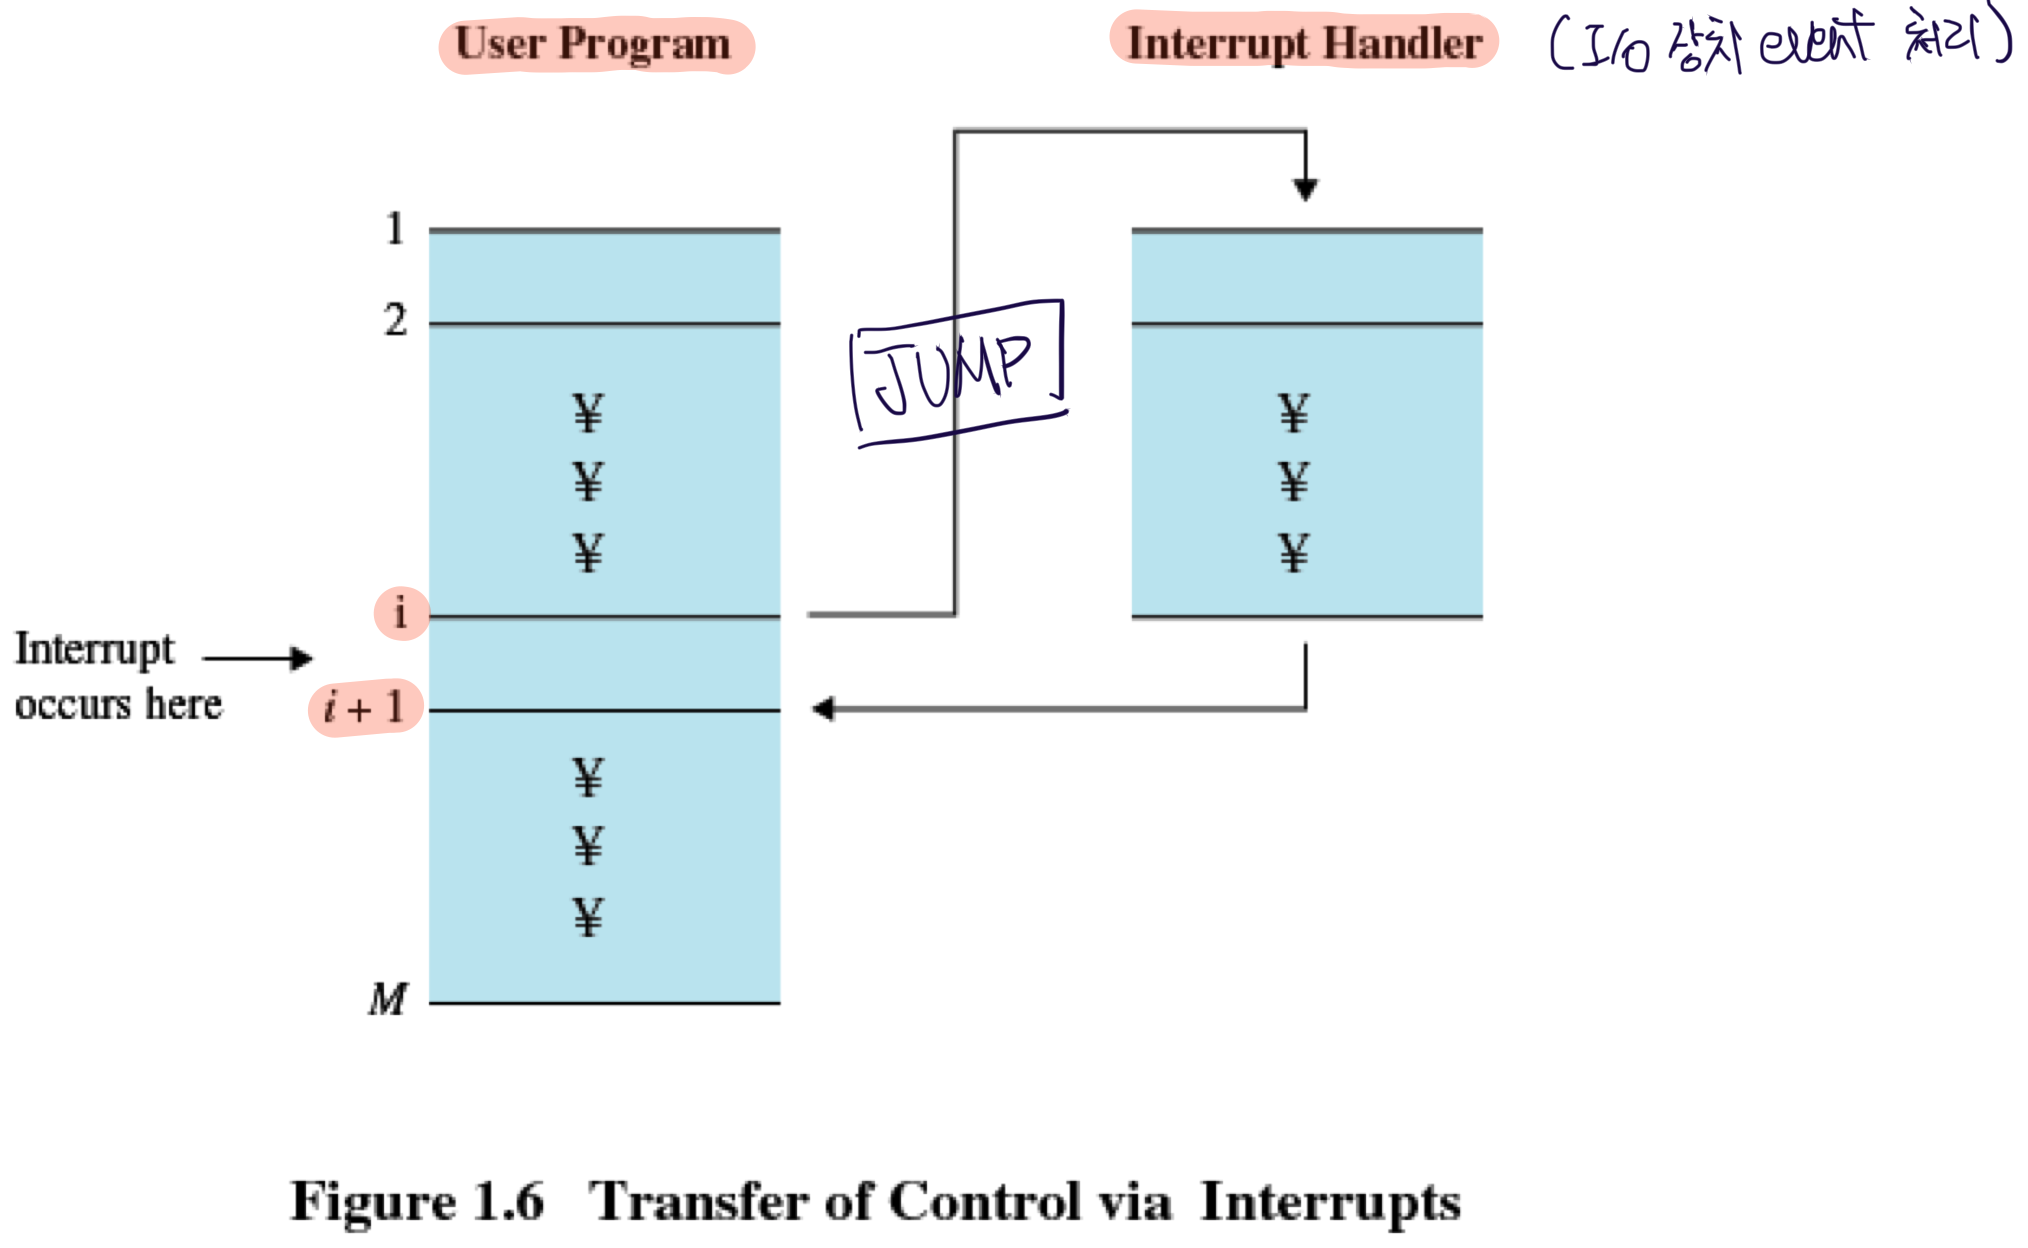 User Program
Interrupt Handler (I/O 장치 event 처리)
1
2
JUMP
¥ ¥
¥ ¥
¥ ¥
i
Interrupt
occurs here
i + 1
¥
¥
¥
M
Figure 1.6 Transfer of Control via Interrupts